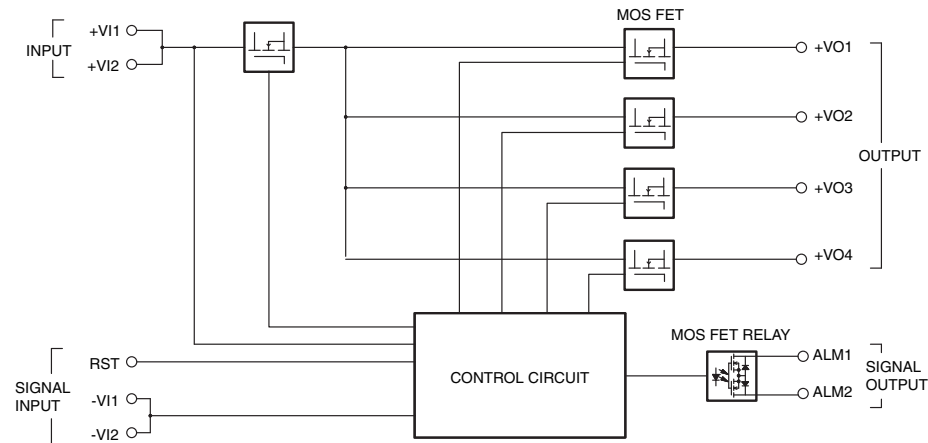 MOS FET
INPUT
+VI1
+VI2
+VO1
+VO2
+VO3
+VO4
OUTPUT
CONTROL CIRCUIT
MOS FET RELAY
SIGNAL
INPUT
RST
-VI1
-VI2
ALM1
ALM2
SIGNAL
OUTPUT